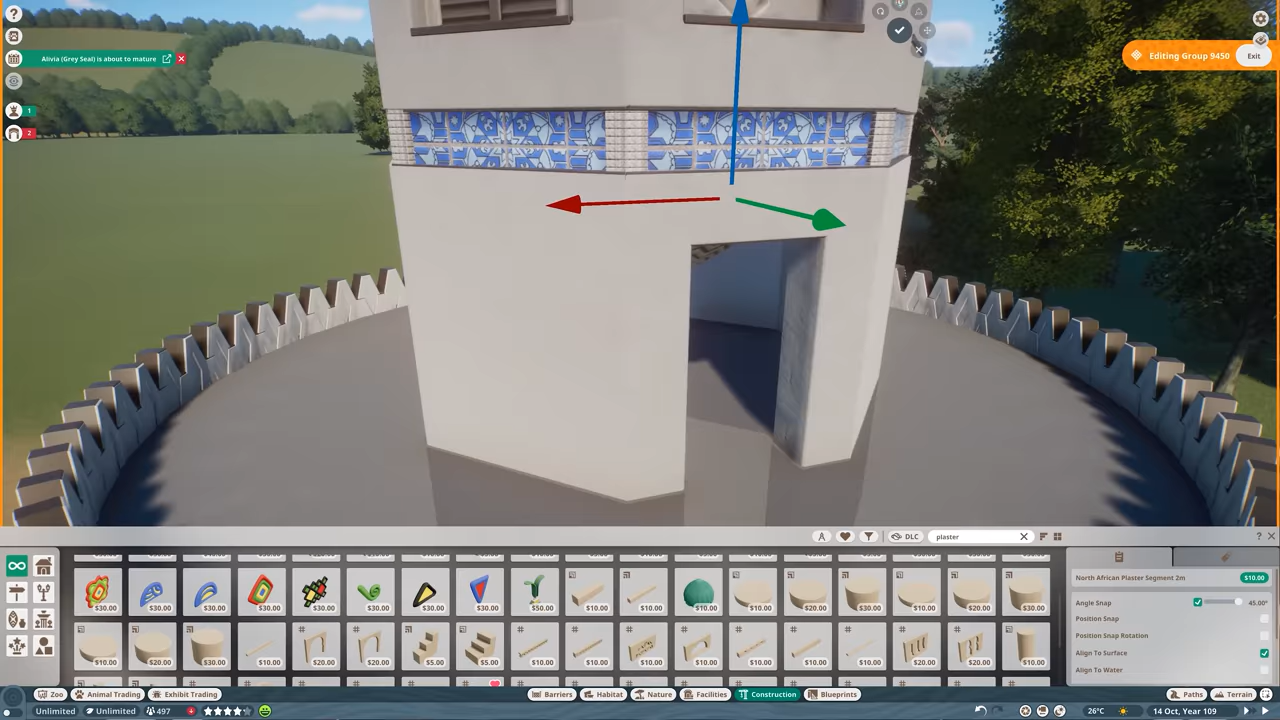 Alivia (Grey Seal) is about to mature
1
2
Editing Group 9450
Exit
DLC
plaster
?
$30.00 $30.00 $30.00 $30.00 $30.00 $30.00 $30.00 $30.00 $50.00 $10.00 $10.00 $10.00 $10.00 $20.00 $30.00 $10.00 $20.00 $30.00
$10.00 $20.00 $30.00 $10.00 $20.00 $20.00 $5.00 $5.00 $10.00 $10.00 $10.00 $10.00 $10.00 $10.00 $10.00 $20.00 $20.00 $10.00
North African Plaster Segment 2m
$10.00
Angle Snap
45.00°
Position Snap
Position Snap Rotation
Align To Surface
Align To Water
Zoo
Animal Trading
Exhibit Trading
Barriers
Habitat
Nature
Facilities
Construction
Blueprints
Paths
Terrain
Unlimited
Unlimited
497
26°C
14 Oct, Year 109